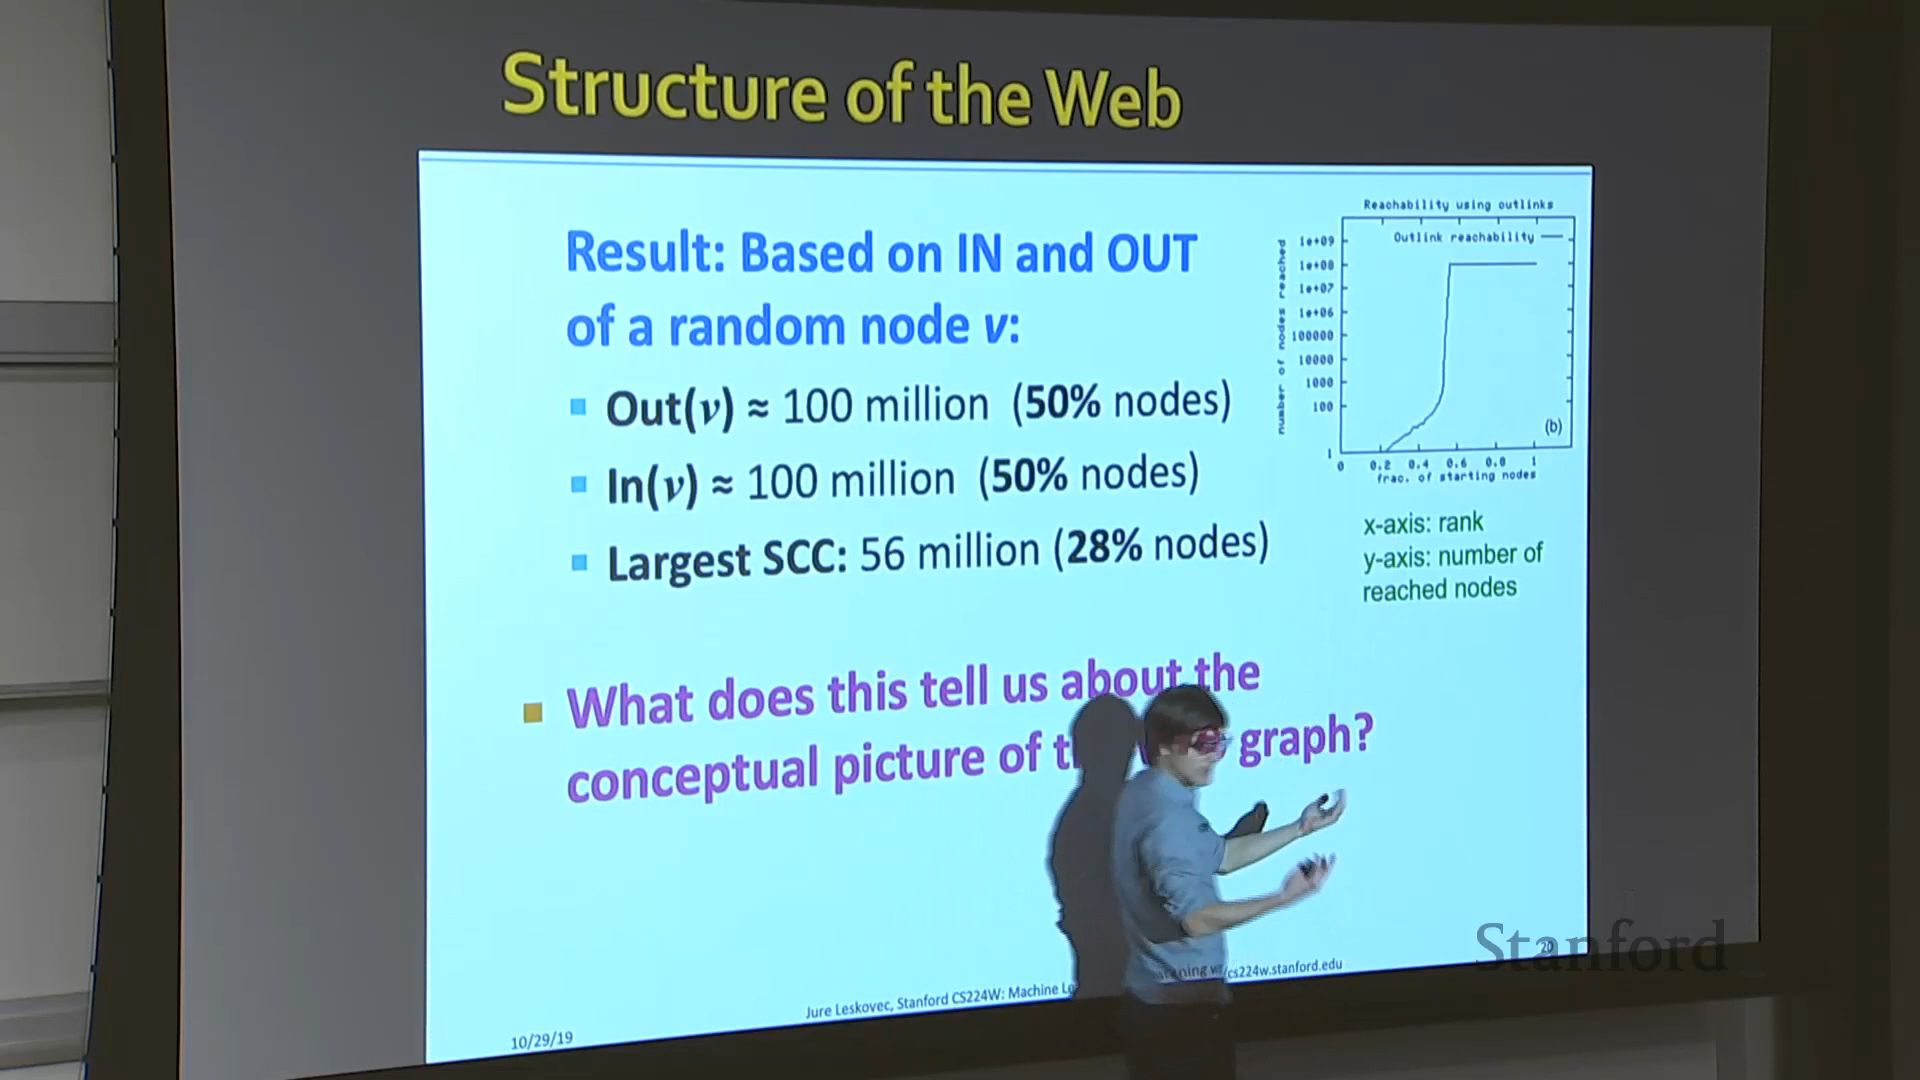 Structure of the Web
Result: Based on IN and OUT
of a random node v:
Out(v) ≈ 100 million (50% nodes)
In(v) ≈ 100 million (50% nodes)
Largest SCC: 56 million (28% nodes)
What does this tell us about the
conceptual picture of graph?
Reachability using outlinks
Outlink reachability
number of nodes reached
1e+09
1e+08
1e+07
1e+06
100000
10000
1000
100
1
(b)
0 0.2 0.4 0.6 0.8 1
frac. of starting nodes
x-axis: rank
y-axis: number of
reached nodes
Stanford
20
10/29/19
Jure Leskovec, Stanford CS224W: Machine cs224w.stanford.edu